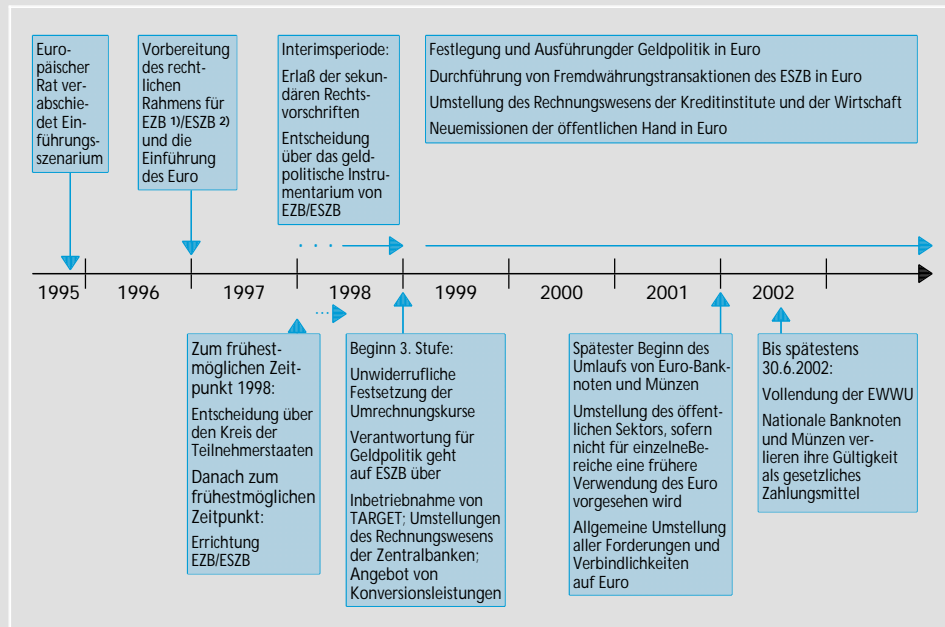 Euro-
päischer
Rat ver-
abschie-
det Ein-
führungs-
szenarium
Vorbereitung
des recht-
lichen
Rahmens für
EZB 1)/ESZB 2)
und die
Einführung
des Euro
Interimsperiode:
Erlaß der sekun-
dären Rechts-
vorschriften
Entscheidung
über das geld-
politische Instru-
mentarium von
EZB/ESZB
Festlegung und Ausführungder Geldpolitik in Euro
Durchführung von Fremdwährungstransaktionen des ESZB in Euro
Umstellung des Rechnungswesens der Kreditinstitute und der Wirtschaft
Neuemissionen der öffentlichen Hand in Euro
1995 1996 1997 1998 1999 2000 2001 2002
Zum frühest-
möglichen Zeit-
punkt 1998:
Entscheidung über
den Kreis der
Teilnehmerstaaten
Danach zum
frühestmöglichen
Zeitpunkt:
Errichtung
EZB/ESZB
Beginn 3. Stufe:
Unwiderrufliche
Festsetzung der
Umrechnungskurse
Verantwortung für
Geldpolitik geht
auf ESZB über
Inbetriebnahme von
TARGET; Umstellungen
des Rechnungswesens
der Zentralbanken;
Angebot von
Konversionsleistungen
Spätester Beginn des
Umlaufs von Euro-Bank-
noten und Münzen
Umstellung des öffent-
lichen Sektors, sofern
nicht für einzelneBe-
reiche eine frühere
Verwendung des Euro
vorgesehen wird
Allgemeine Umstellung
aller Forderungen und
Verbindlichkeiten
auf Euro
Bis spätestens
30.6.2002:
Vollendung der EWWU
Nationale Banknoten
und Münzen ver-
lieren ihre Gültigkeit
als gesetzliches
Zahlungsmittel